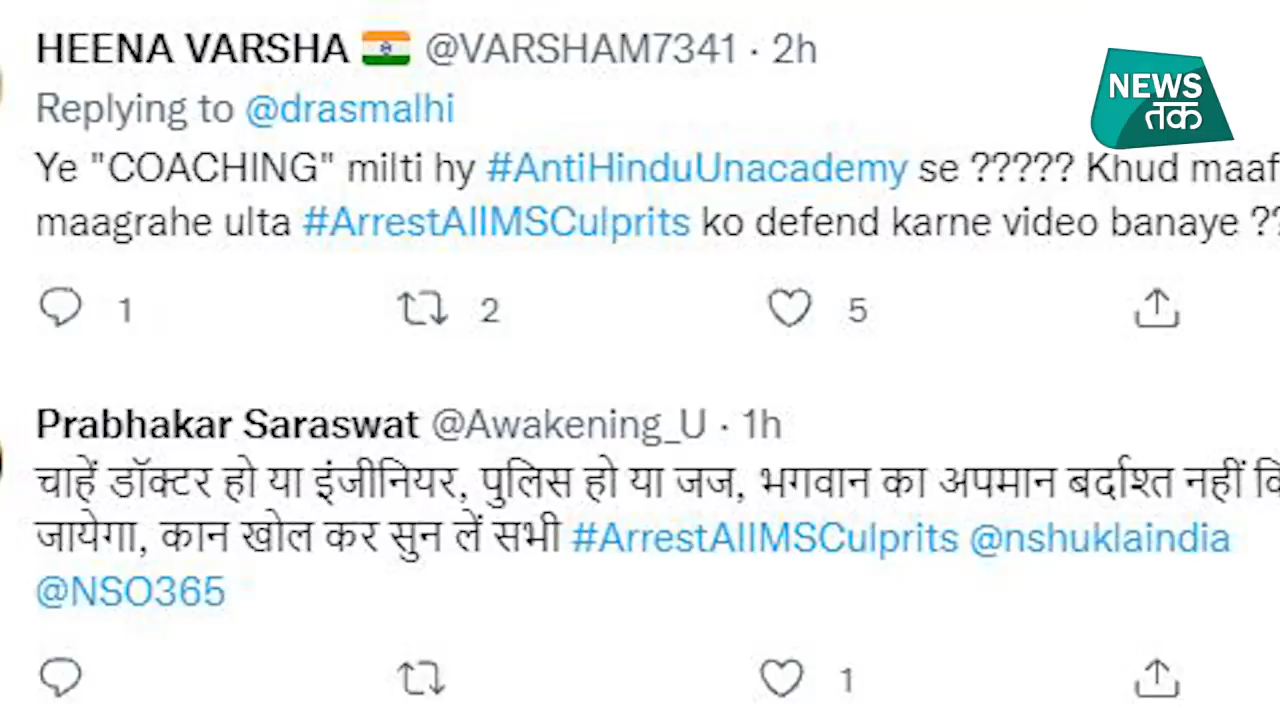 HEENA VARSHA @VARSHAM7341 · 2h
NEWS
तक
Replying to @drasmalhi
Ye "COACHING" milti hy #AntiHinduUnacademy se ????? Khud maaf
maagrahe ulta #ArrestAIIMSCulprits ko defend karne video banaye ??
1 2 5
Prabhakar Saraswat @Awakening_U · 1h
चाहें डॉक्टर हो या इंजीनियर, पुलिस हो या जज, भगवान का अपमान बर्दाश्त नहीं
जायेगा, कान खोल कर सुन लें सभी #ArrestAIIMSCulprits @nshuklaindia
@NSO365
1